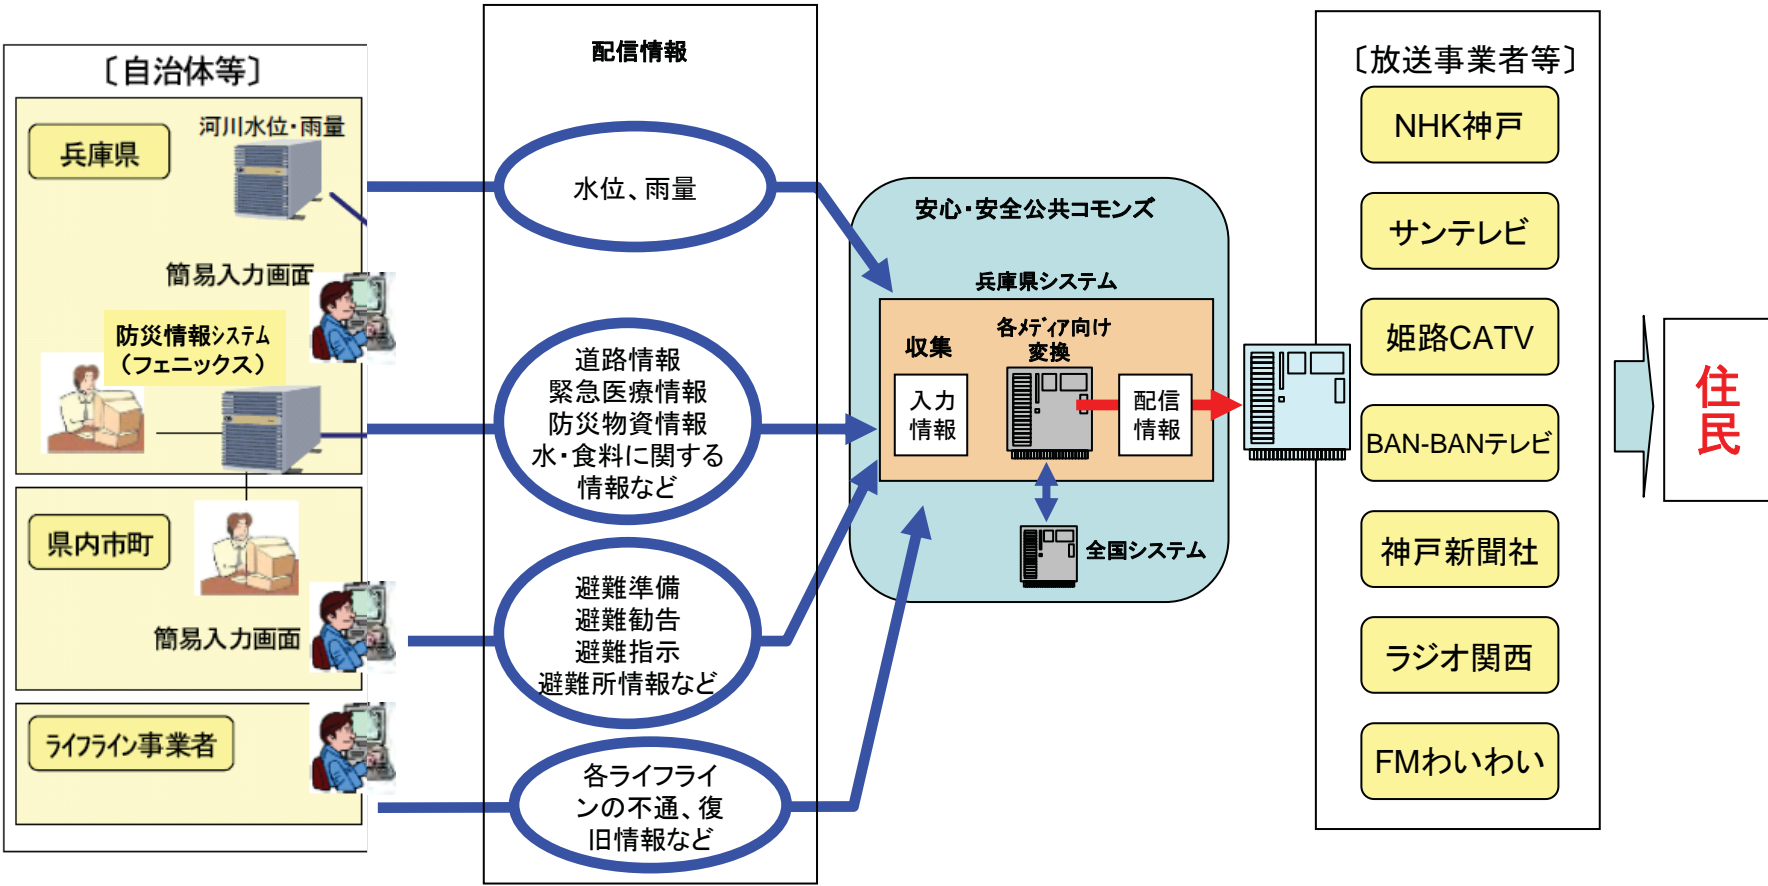 〔自治体等〕
兵庫県
河川水位・雨量
簡易入力画面
防災情報システム
（フェニックス）
県内市町
簡易入力画面
ライフライン事業者
配信情報
水位、雨量
道路情報
緊急医療情報
防災物資情報
水・食料に関する
情報など
避難準備
避難勧告
避難指示
避難所情報など
各ライフライ
ンの不通、復
旧情報など
安心・安全公共コモンズ
兵庫県システム
収集
入力
情報
各メディア向け
変換
配信
情報
全国システム
〔放送事業者等〕
NHK神戸
サンテレビ
姫路CATV
BAN-BANテレビ
神戸新聞社
ラジオ関西
FMわいわい
住
民